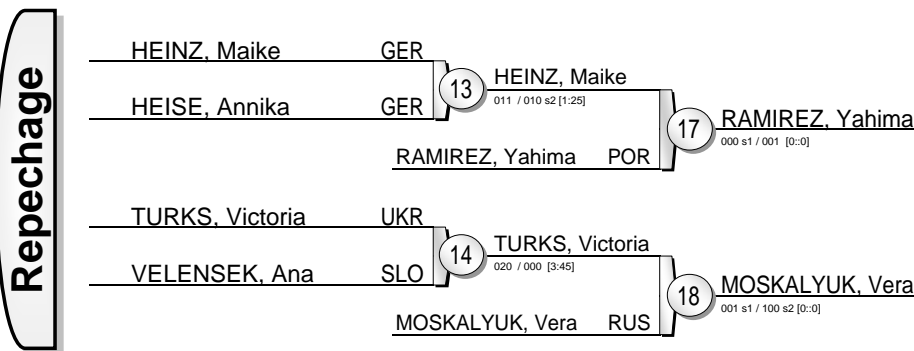 Repechage
HEINZ, Maike GER
HEISE, Annika GER
13
HEINZ, Maike
011 / 010 s2 [1:25]
RAMIREZ, Yahima POR
17
RAMIREZ, Yahima
000 s1 / 001 [0::0]
TURKS, Victoria UKR
VELENSEK, Ana SLO
14
TURKS, Victoria
020 / 000 [3:45]
MOSKALYUK, Vera RUS
18
MOSKALYUK, Vera
001 s1 / 100 s2 [0::0]